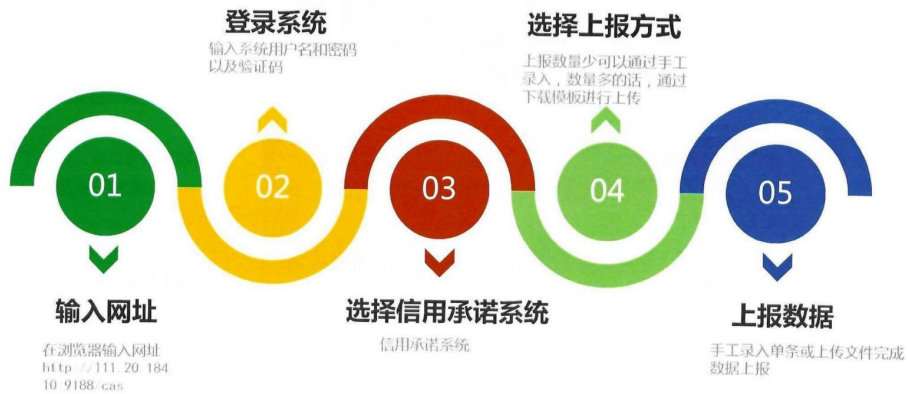 01
输入网址
在浏览器输入网址
http //111 20 184
10 9188/cas
登录系统
输入系统用户名和密码
以及验证码
02
03
选择信用承诺系统
信用承诺系统
选择上报方式
上报数量少可以通过手工
录入，数量多的话，通过
下载模板进行上传
04
05
上报数据
手工录入单条或上传文件完成
数据上报